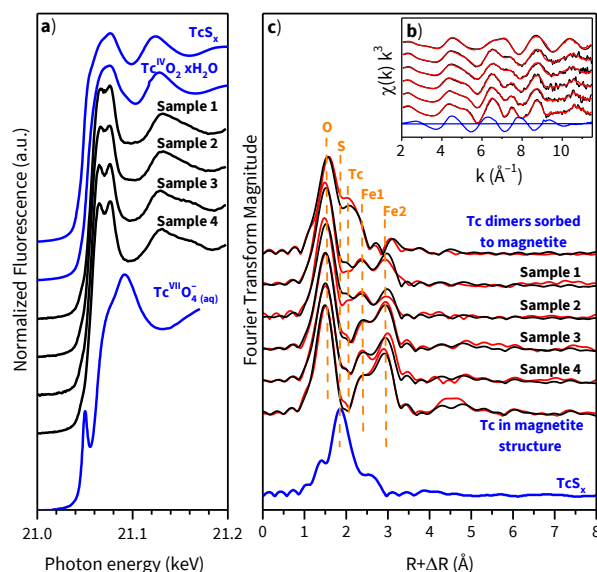 a)
TcSₓ
TcᴵⱽO₂ xH₂O
Sample 1
Sample 2
Sample 3
Sample 4
TcⱽᴵᴵO₄⁻ (aq)
Normalized Fluorescence (a.u.)
21.0 21.1 21.2
Photon energy (keV)
c)
b)
χ(k) k³
2 4 6 8 10
k (Å⁻¹)
O
S
Tc
Fe1
Fe2
Tc dimers sorbed
to magnetite
Sample 1
Sample 2
Sample 3
Sample 4
Tc in magnetite
structure
TcSₓ
Fourier Transform Magnitude
0 1 2 3 4 5 6 7 8
R+ΔR (Å)